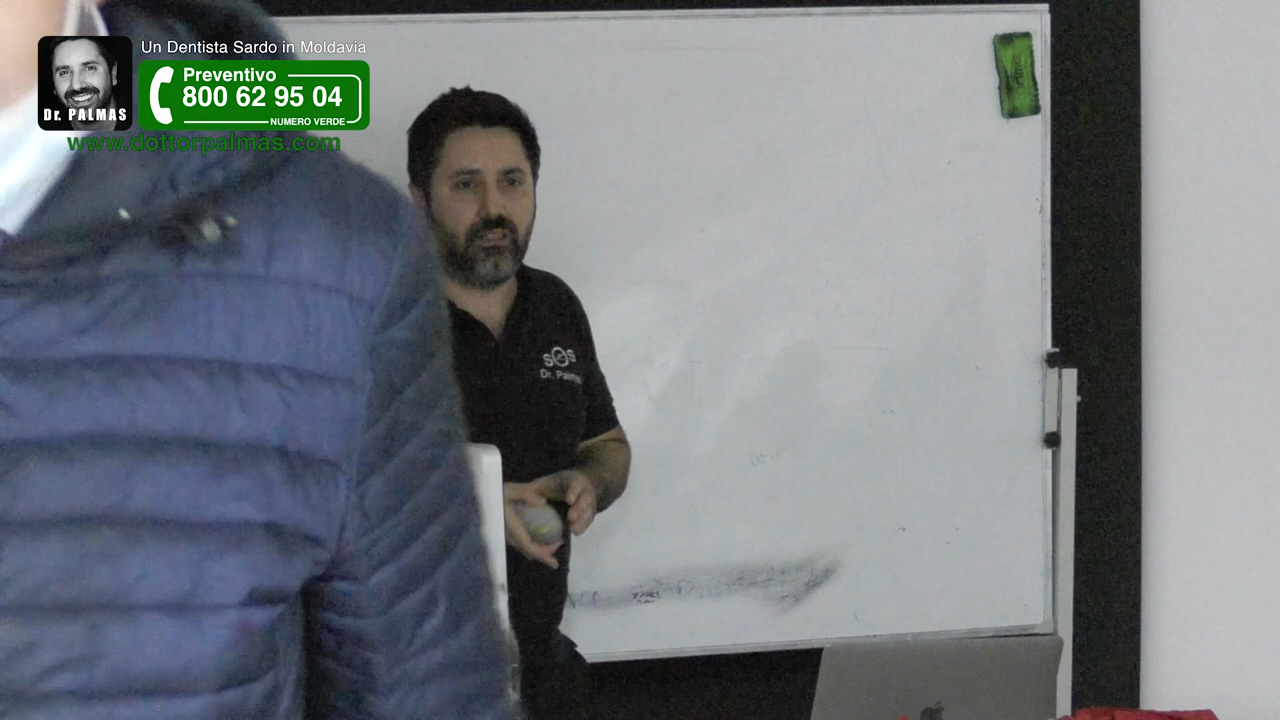 Un Dentista Sardo in Moldavia
Preventivo
800 62 95 04
NUMERO VERDE
Dr. PALMAS
www.dottorpalmas.com
SOS
Dr. Palmas